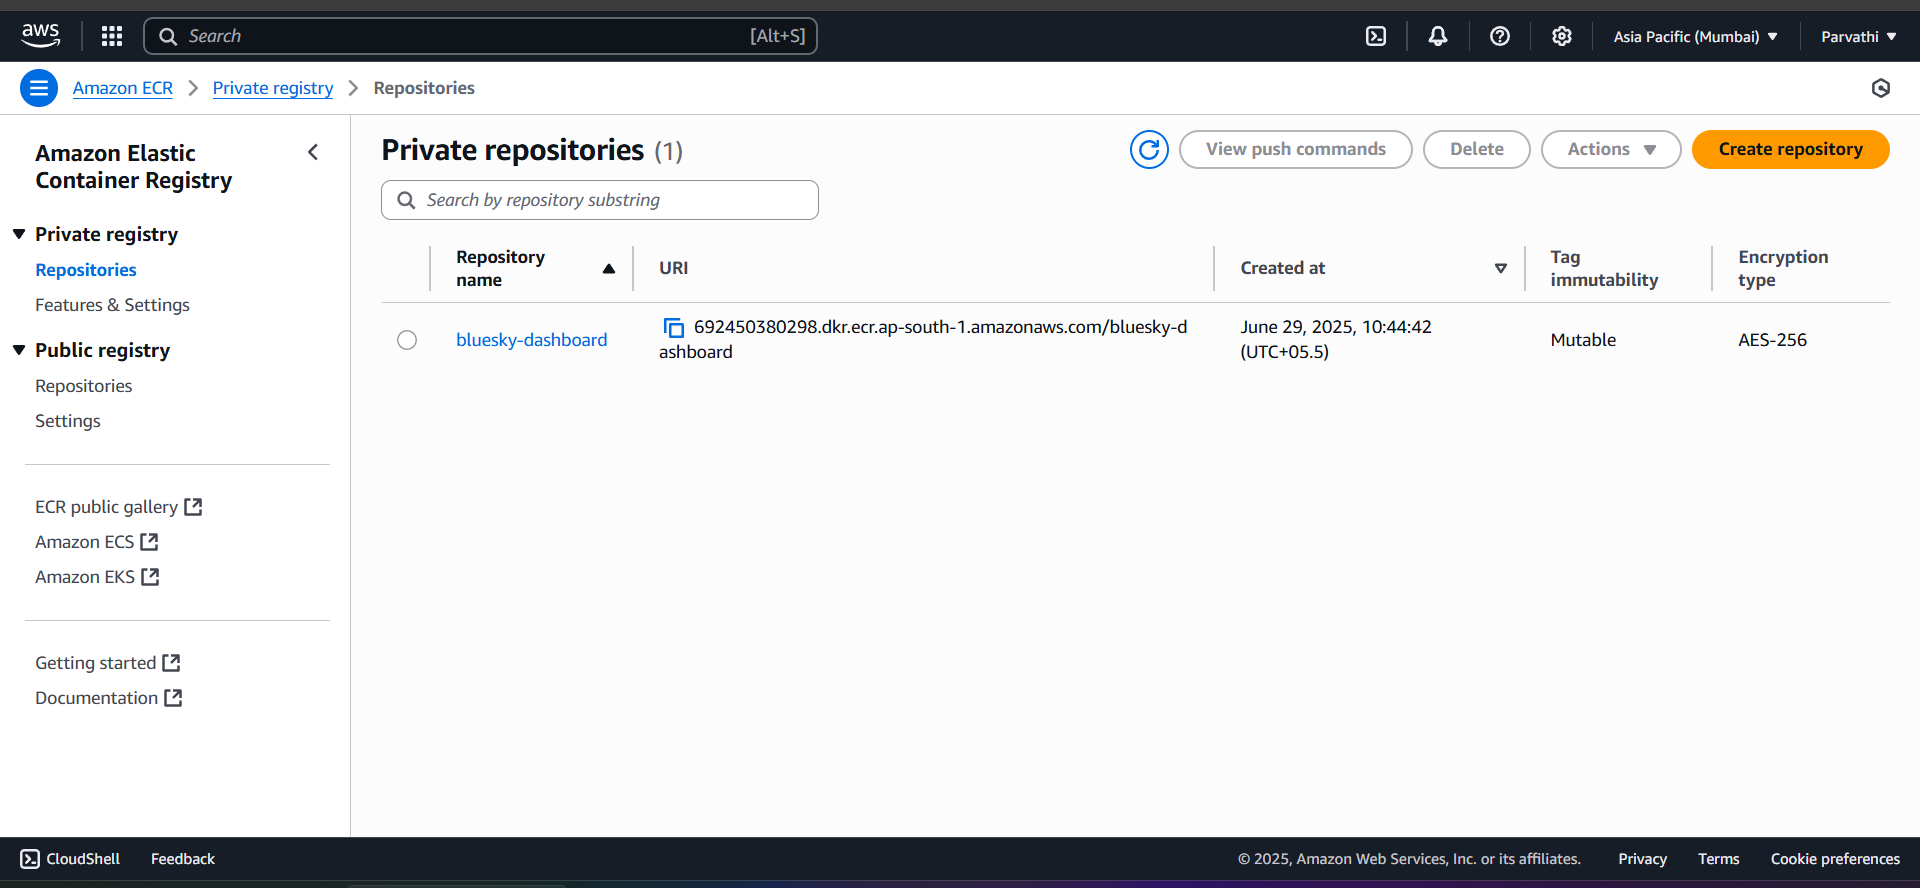 aws
Search [Alt+S]
Asia Pacific (Mumbai)
Parvathi
Amazon ECR
Private registry
Repositories
Amazon Elastic
Container Registry
Private registry
Repositories
Features & Settings
Public registry
Repositories
Settings
ECR public gallery
Amazon ECS
Amazon EKS
Getting started
Documentation
Private repositories (1)
View push commands
Delete
Actions
Create repository
Search by repository substring
Repository
name
URI
Created at
Tag
immutability
Encryption
type
bluesky-dashboard
692450380298.dkr.ecr.ap-south-1.amazonaws.com/bluesky-d
ashboard
June 29, 2025, 10:44:42
(UTC+05.5)
Mutable
AES-256
CloudShell
Feedback
© 2025, Amazon Web Services, Inc. or its affiliates.
Privacy
Terms
Cookie preferences